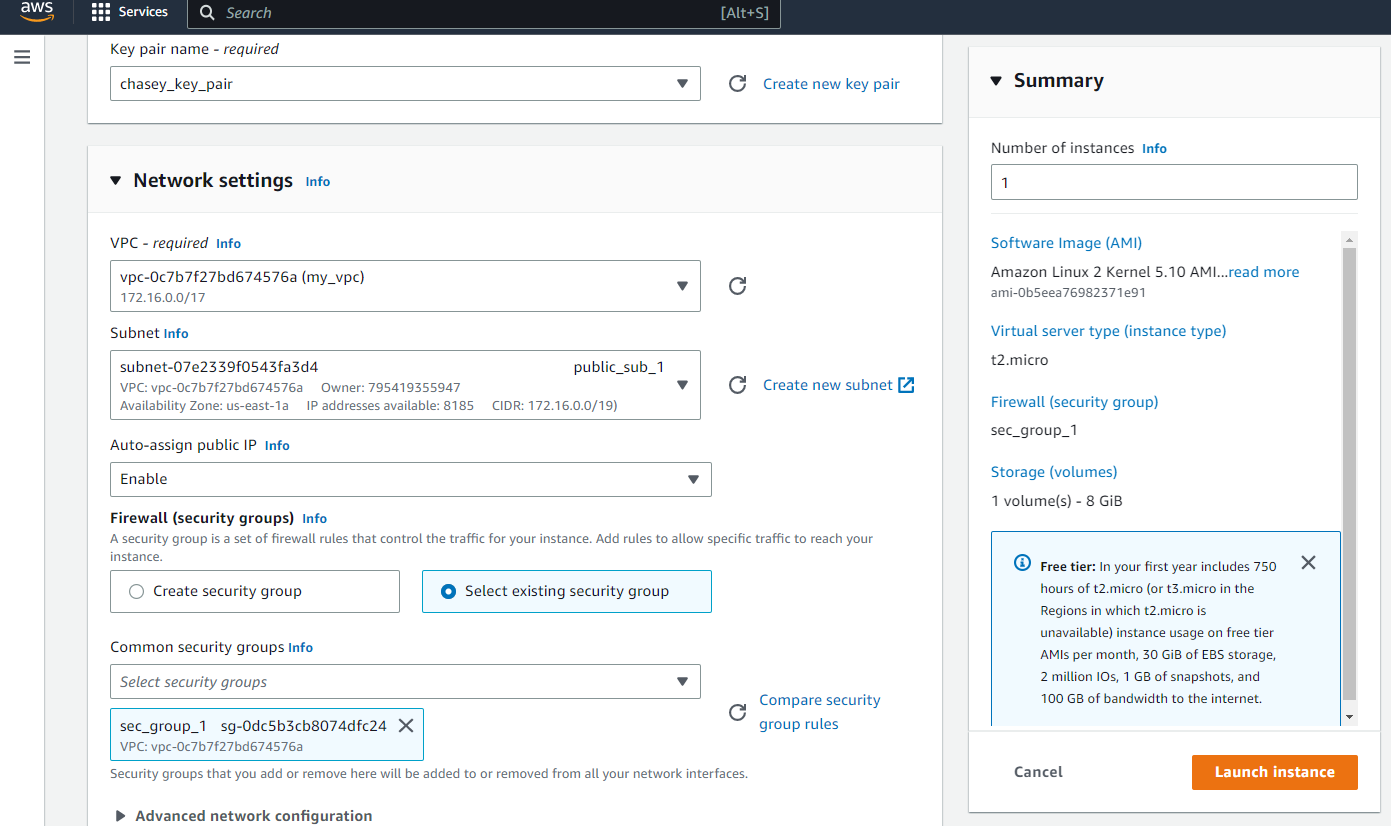 aws
Services
Search
[Alt+S]
Key pair name - required
chasey_key_pair
Create new key pair
Network settings Info
VPC - required Info
vpc-0c7b7f27bd674576a (my_vpc)
172.16.0.0/17
Subnet Info
subnet-07e2339f0543fa3d4 public_sub_1
VPC: vpc-0c7b7f27bd674576a Owner: 795419355947
Availability Zone: us-east-1a IP addresses available: 8185 CIDR: 172.16.0.0/19)
Create new subnet
Auto-assign public IP Info
Enable
Firewall (security groups) Info
A security group is a set of firewall rules that control the traffic for your instance. Add rules to allow specific traffic to reach your
instance.
Create security group
Select existing security group
Common security groups Info
Select security groups
sec_group_1 sg-0dc5b3cb8074dfc24
VPC: vpc-0c7b7f27bd674576a
Compare security
group rules
Security groups that you add or remove here will be added to or removed from all your network interfaces.
Advanced network configuration
Summary
Number of instances Info
1
Software Image (AMI)
Amazon Linux 2 Kernel 5.10 AMI...read more
ami-0b5eea76982371e91
Virtual server type (instance type)
t2.micro
Firewall (security group)
sec_group_1
Storage (volumes)
1 volume(s) - 8 GiB
Free tier: In your first year includes 750
hours of t2.micro (or t3.micro in the
Regions in which t2.micro is
unavailable) instance usage on free tier
AMIs per month, 30 GiB of EBS storage,
2 million IOs, 1 GB of snapshots, and
100 GB of bandwidth to the internet.
Cancel
Launch instance